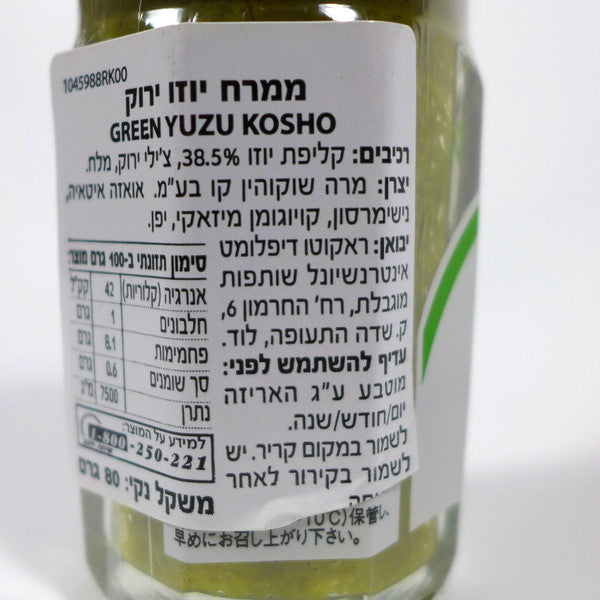 1045988RK00
ממרח יוזו ירוק
GREEN YUZU KOSHO
רכיבים: קליפת יוזו 38.5%, צ'ילי ירוק, מלח.
יצרן: מרה שוקוהין קו בע"מ. אואזה איטאיה,
נישימרסון, קויוגומן מיזאקי, יפן.
יבואן: ראקוטו דיפלומט
אינטרנשיונל שותפות
מוגבלת, רח' החרמון 6,
ק. שדה התעופה, לוד.
עדיף להשתמש לפני:
מוטבע ע"ג האריזה
יום/חודש/שנה.
לשמור במקום קריר. יש
לשמור בקירור לאחר
סימון תזונתי ב-100 גרם מוצר:
אנרגיה (קלוריות) 42 קק"ל
חלבונים 1 גרם
פחמימות 8.1 גרם
סך שומנים 0.6 גרם
נתרן 7500 מ"ג
למידע על המוצר:
1-800-250-221
משקל נקי: 80 גרם
10℃)保管し、
早めにお召し上がり下さい。